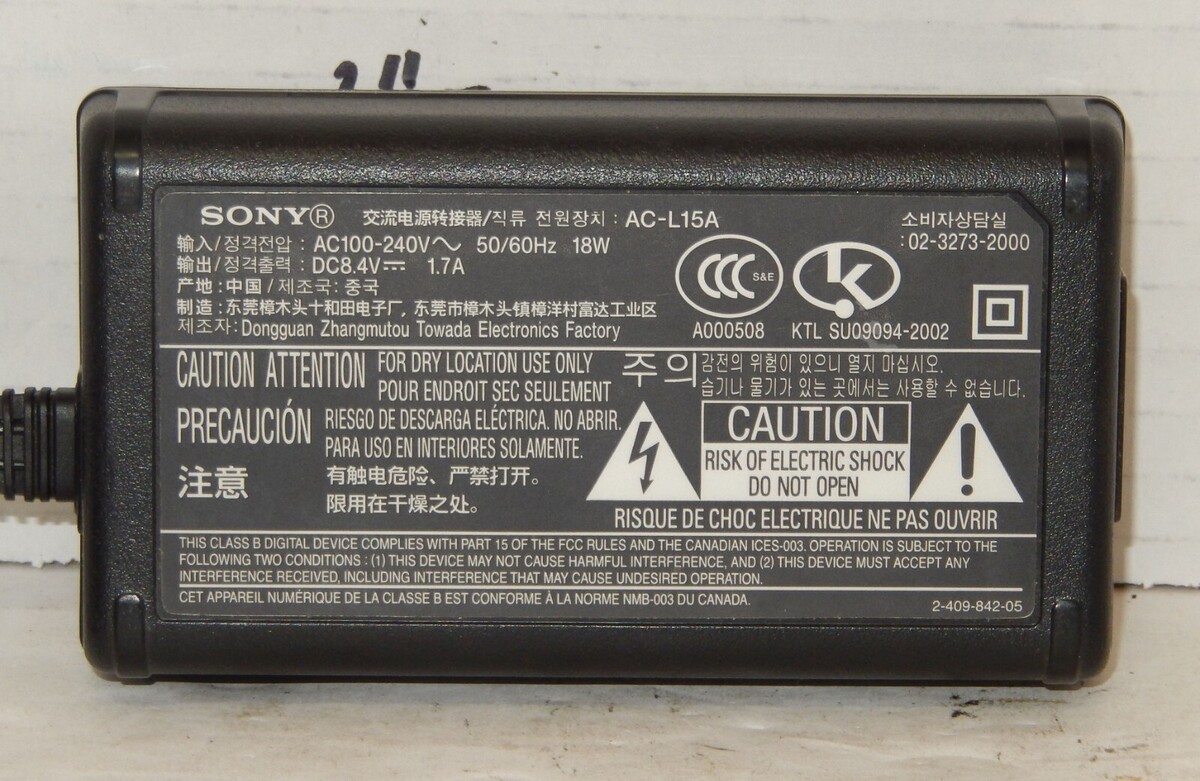 SONY® 交流电源转接器/직류 전원장치 : AC-L15A
소비자상담실
: 02-3273-2000
输入/정격전압 : AC100-240V～ 50/60Hz 18W
输出/정격출력 : DC8.4V⎓ 1.7A
产地:中国/제조국: 중국
制造:东莞樟木头十和田电子厂, 东莞市樟木头镇樟洋村富达工业区
제조자: Dongguan Zhangmutou Towada Electronics Factory
CCC S&E
A000508
K
KTL SU09094-2002
CAUTION ATTENTION
FOR DRY LOCATION USE ONLY
POUR ENDROIT SEC SEULEMENT
PRECAUCIÓN
RIESGO DE DESCARGA ELÉCTRICA. NO ABRIR.
PARA USO EN INTERIORES SOLAMENTE.
注意
有触电危险、严禁打开。
限用在干燥之处。
주의
감전의 위험이 있으니 열지 마십시오.
습기나 물기가 있는 곳에서는 사용할 수 없습니다.
CAUTION
RISK OF ELECTRIC SHOCK
DO NOT OPEN
RISQUE DE CHOC ELECTRIQUE NE PAS OUVRIR
THIS CLASS B DIGITAL DEVICE COMPLIES WITH PART 15 OF THE FCC RULES AND THE CANADIAN ICES-003. OPERATION IS SUBJECT TO THE
FOLLOWING TWO CONDITIONS : (1) THIS DEVICE MAY NOT CAUSE HARMFUL INTERFERENCE, AND (2) THIS DEVICE MUST ACCEPT ANY
INTERFERENCE RECEIVED, INCLUDING INTERFERENCE THAT MAY CAUSE UNDESIRED OPERATION.
CET APPAREIL NUMÉRIQUE DE LA CLASSE B EST CONFORME À LA NORME NMB-003 DU CANADA.
2-409-842-05